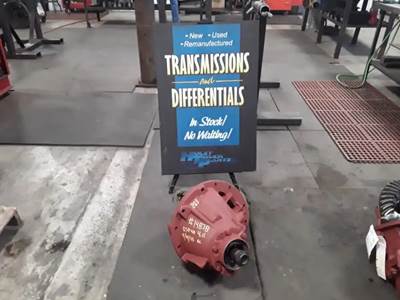 • New • Used
• Remanufactured
TRANSMISSIONS
and
DIFFERENTIALS
In Stock!
No Waiting!